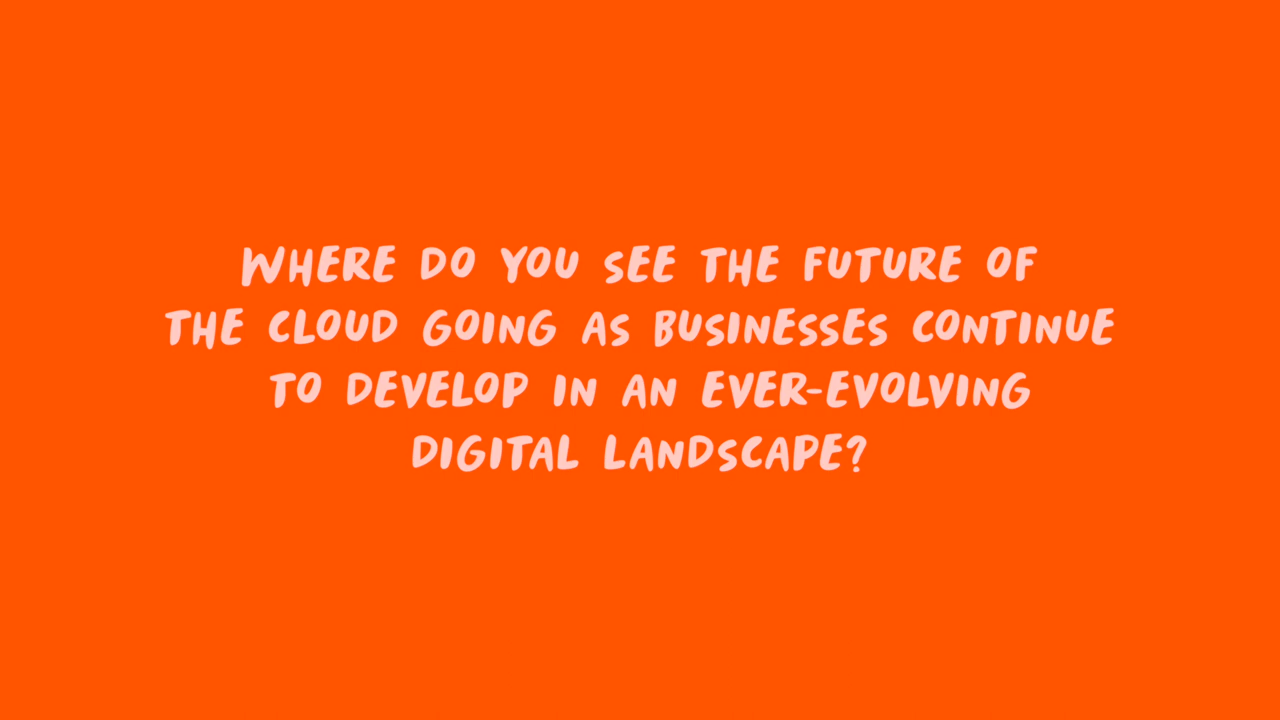 WHERE DO YOU SEE THE FUTURE OF
THE CLOUD GOING AS BUSINESSES CONTINUE
TO DEVELOP IN AN EVER-EVOLVING
DIGITAL LANDSCAPE?